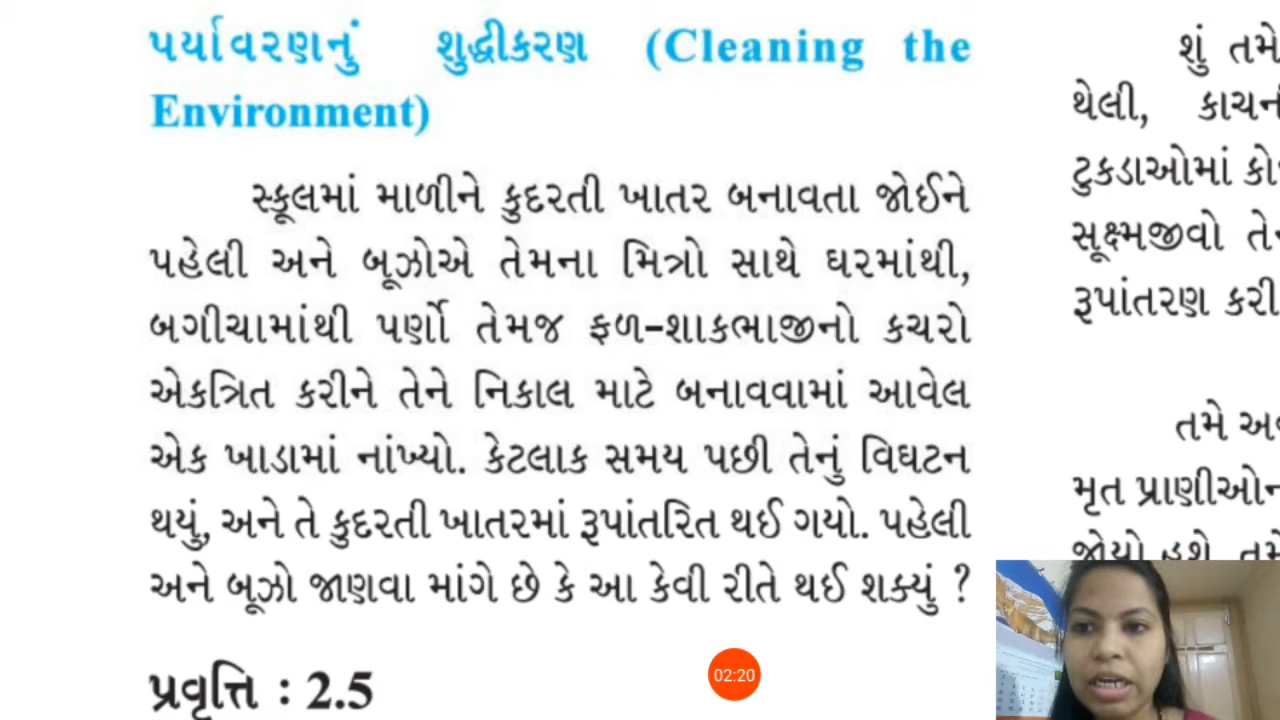 પર્યાવરણનું શુદ્ધીકરણ (Cleaning the
Environment)
સ્કૂલમાં માળીને કુદરતી ખાતર બનાવતા જોઈને
પહેલી અને બૂઝોએ તેમના મિત્રો સાથે ઘરમાંથી,
બગીચામાંથી પર્ણો તેમજ ફળ-શાકભાજીનો કચરો
એકત્રિત કરીને તેને નિકાલ માટે બનાવવામાં આવેલ
એક ખાડામાં નાંખ્યો. કેટલાક સમય પછી તેનું વિઘટન
થયું, અને તે કુદરતી ખાતરમાં રૂપાંતરિત થઈ ગયો. પહેલી
અને બૂઝો જાણવા માંગે છે કે આ કેવી રીતે થઈ શક્યું ?
પ્રવૃત્તિ : 2.5
શું તમે
થેલી, કાચની
ટુકડાઓમાં
સૂક્ષ્મજીવો
રૂપાંતરણ કરી
તમે
મૃત
02:20